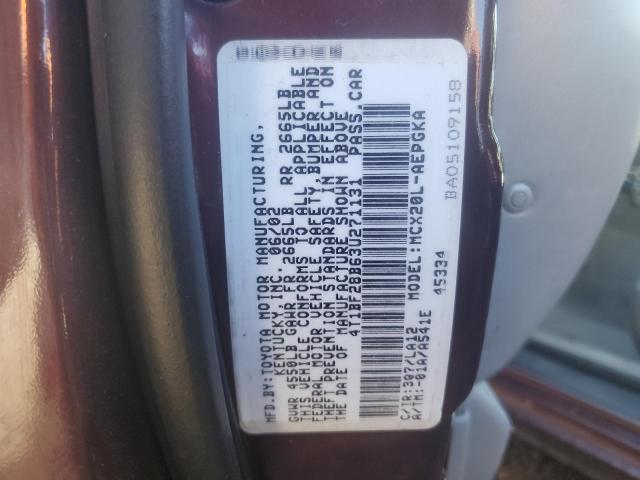 MFD.BY:TOYOTA MOTOR MANUFACTURING,
KENTUCKY, INC. 06/02
GVWR 4550LB GAWR FR 2665LB RR 2665LB
THIS VEHICLE CONFORMS TO ALL APPLICABLE
FEDERAL MOTOR VEHICLE SAFETY, BUMPER AND
THEFT PREVENTION STANDARDS IN EFFECT ON
THE DATE OF MANUFACTURE SHOWN ABOVE
4T1BF28B63U271131 PASS.CAR
C/TR:3Q7/LA12 MODEL:MCX20L-AEPGKA
A/TM:-01A/A541E 45334
BA05109158